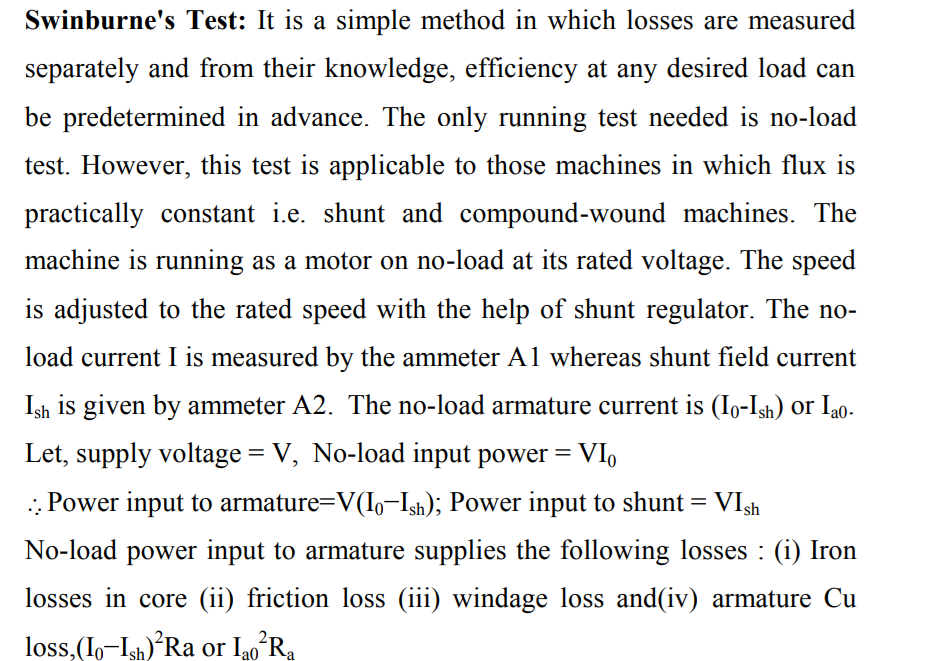 Swinburne's Test: It is a simple method in which losses are measured
separately and from their knowledge, efficiency at any desired load can
be predetermined in advance. The only running test needed is no-load
test. However, this test is applicable to those machines in which flux is
practically constant i.e. shunt and compound-wound machines. The
machine is running as a motor on no-load at its rated voltage. The speed
is adjusted to the rated speed with the help of shunt regulator. The no-
load current I is measured by the ammeter A1 whereas shunt field current
Iₛₕ is given by ammeter A2. The no-load armature current is (I₀-Iₛₕ) or Iₐ₀.
Let, supply voltage = V, No-load input power = VI₀
∴ Power input to armature=V(I₀−Iₛₕ); Power input to shunt = VIₛₕ
No-load power input to armature supplies the following losses : (i) Iron
losses in core (ii) friction loss (iii) windage loss and(iv) armature Cu
loss,(I₀−Iₛₕ)²Ra or Iₐ₀²Rₐ